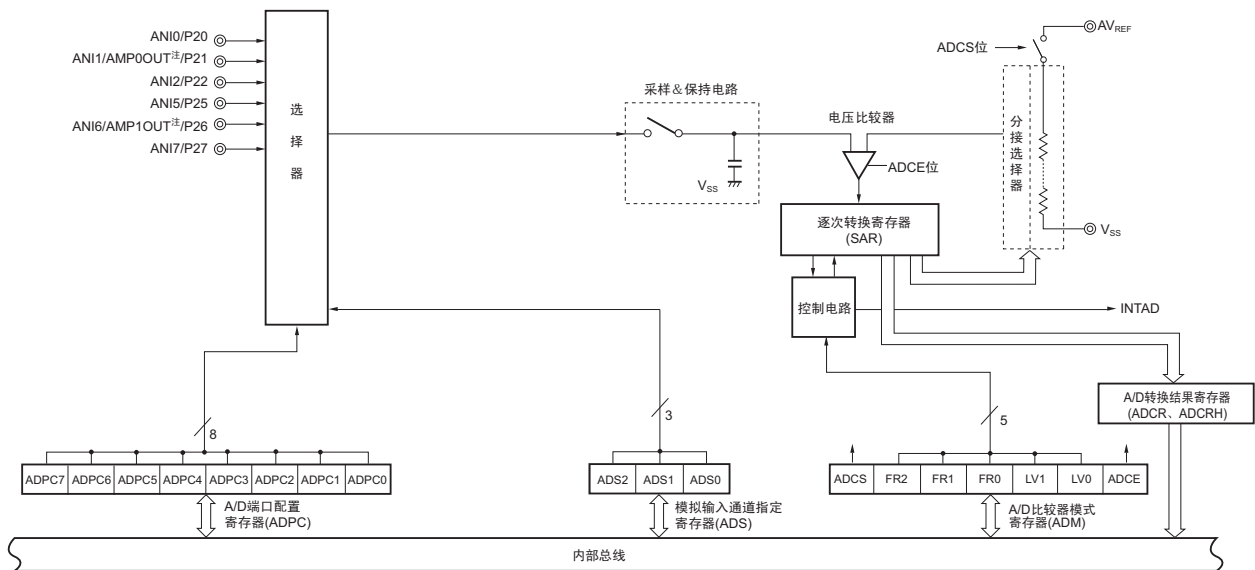 ANI0/P20
ANI1/AMP0OUT注/P21
ANI2/P22
ANI5/P25
ANI6/AMP1OUT注/P26
ANI7/P27
选择器
采样&保持电路
VSS
电压比较器
ADCE位
ADCS位
AVREF
分接选择器
VSS
逐次转换寄存器
(SAR)
控制电路
INTAD
A/D转换结果寄存器
(ADCR、ADCRH)
8
3
5
ADPC7 ADPC6 ADPC5 ADPC4 ADPC3 ADPC2 ADPC1 ADPC0
ADS2 ADS1 ADS0
ADCS FR2 FR1 FR0 LV1 LV0 ADCE
A/D端口配置
寄存器(ADPC)
模拟输入通道指定
寄存器(ADS)
A/D比较器模式
寄存器(ADM)
内部总线